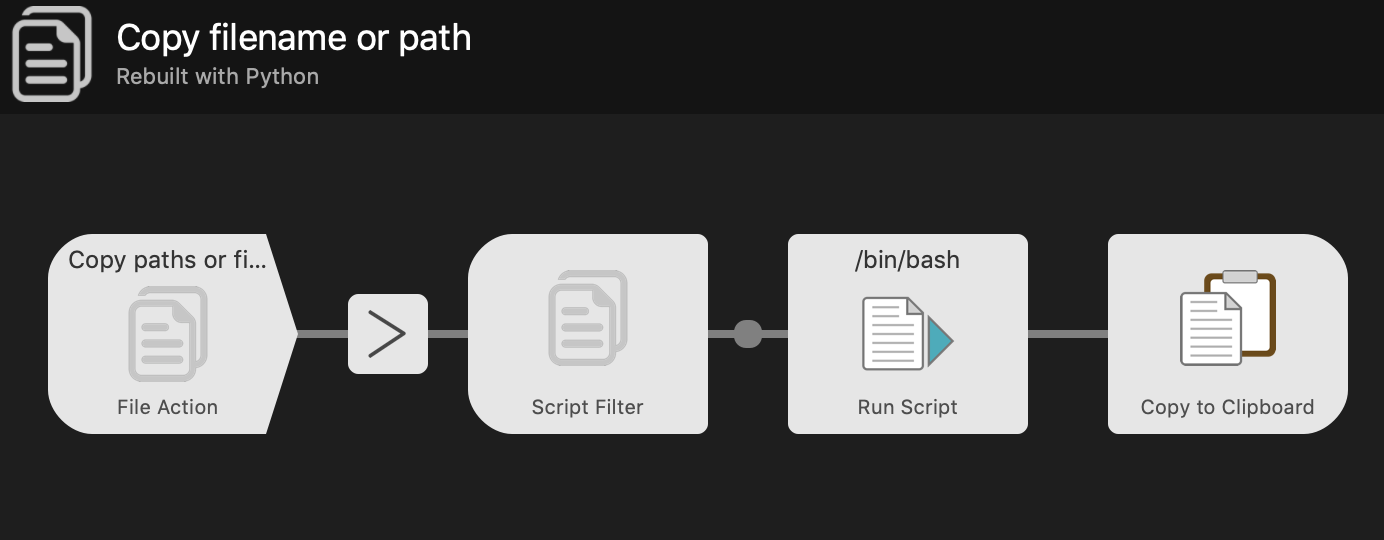 Copy filename or path
Rebuilt with Python
Copy paths or fi...
File Action
Script Filter
/bin/bash
Run Script
Copy to Clipboard